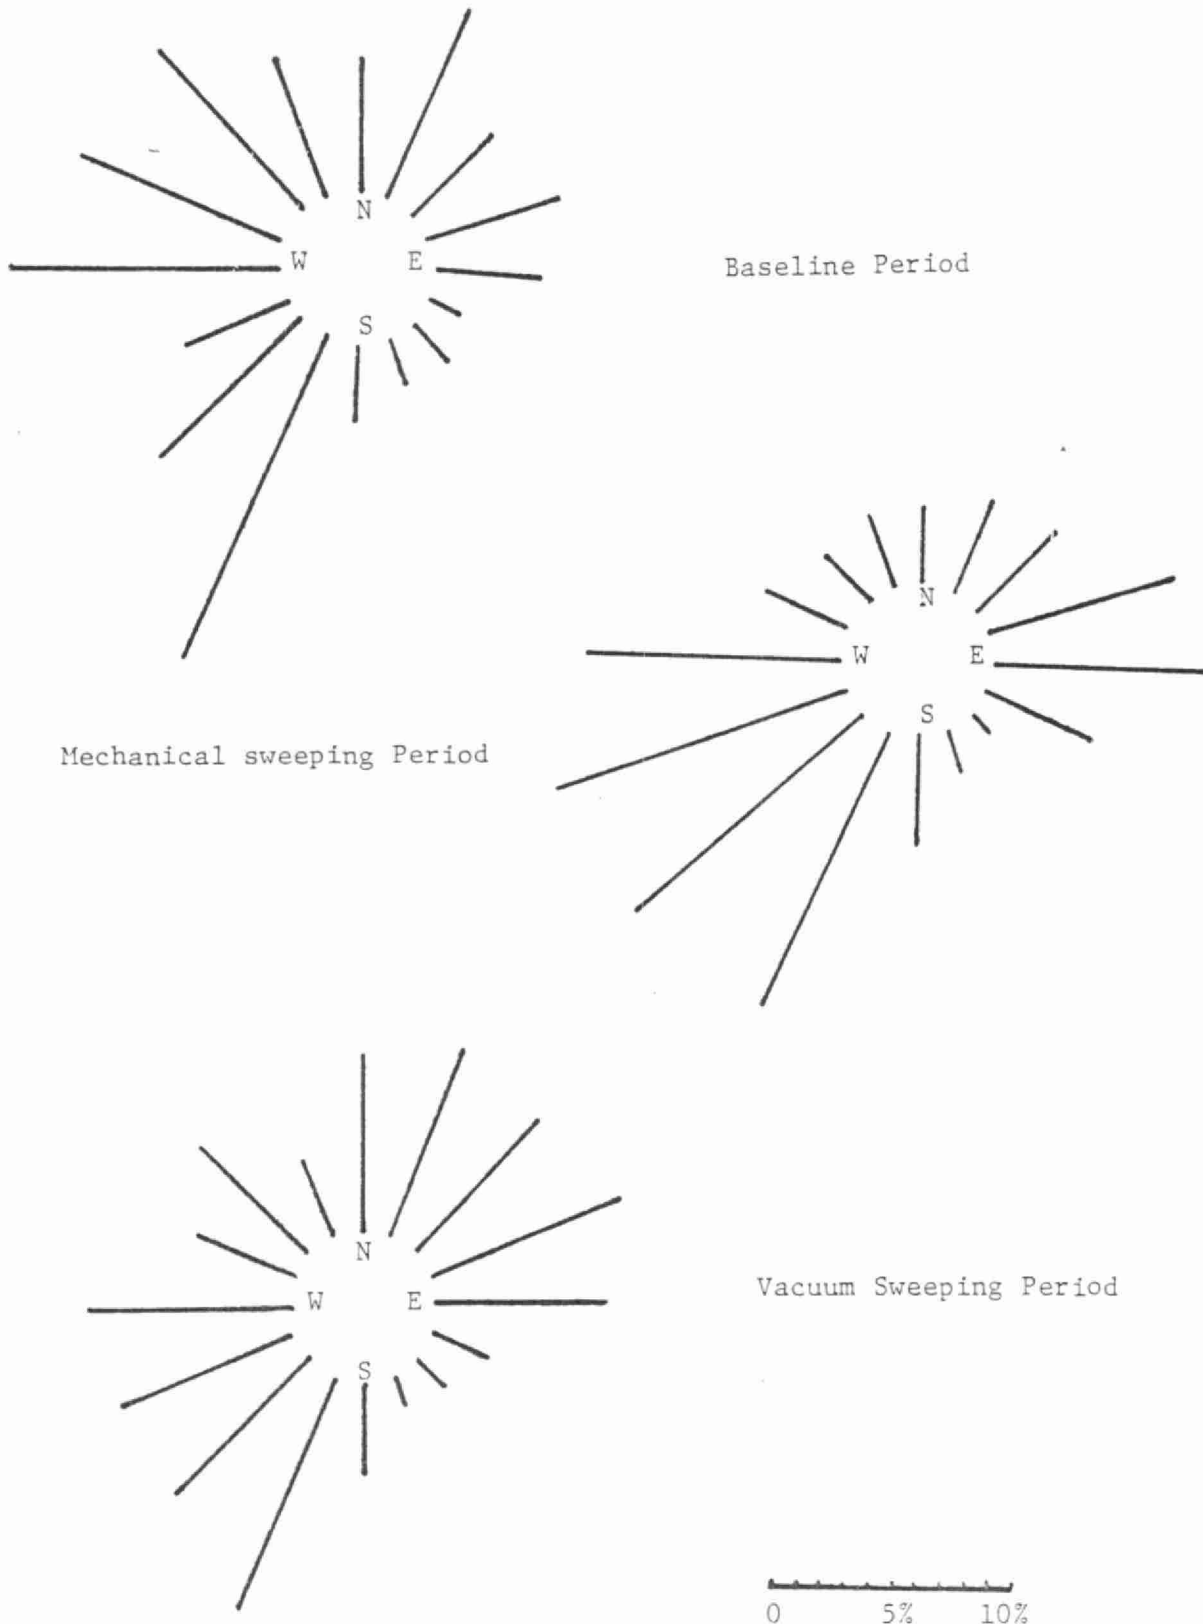 N
W E
S
Baseline Period
N
W E
S
Mechanical sweeping Period
N
W E
S
Vacuum Sweeping Period
0 5% 10%